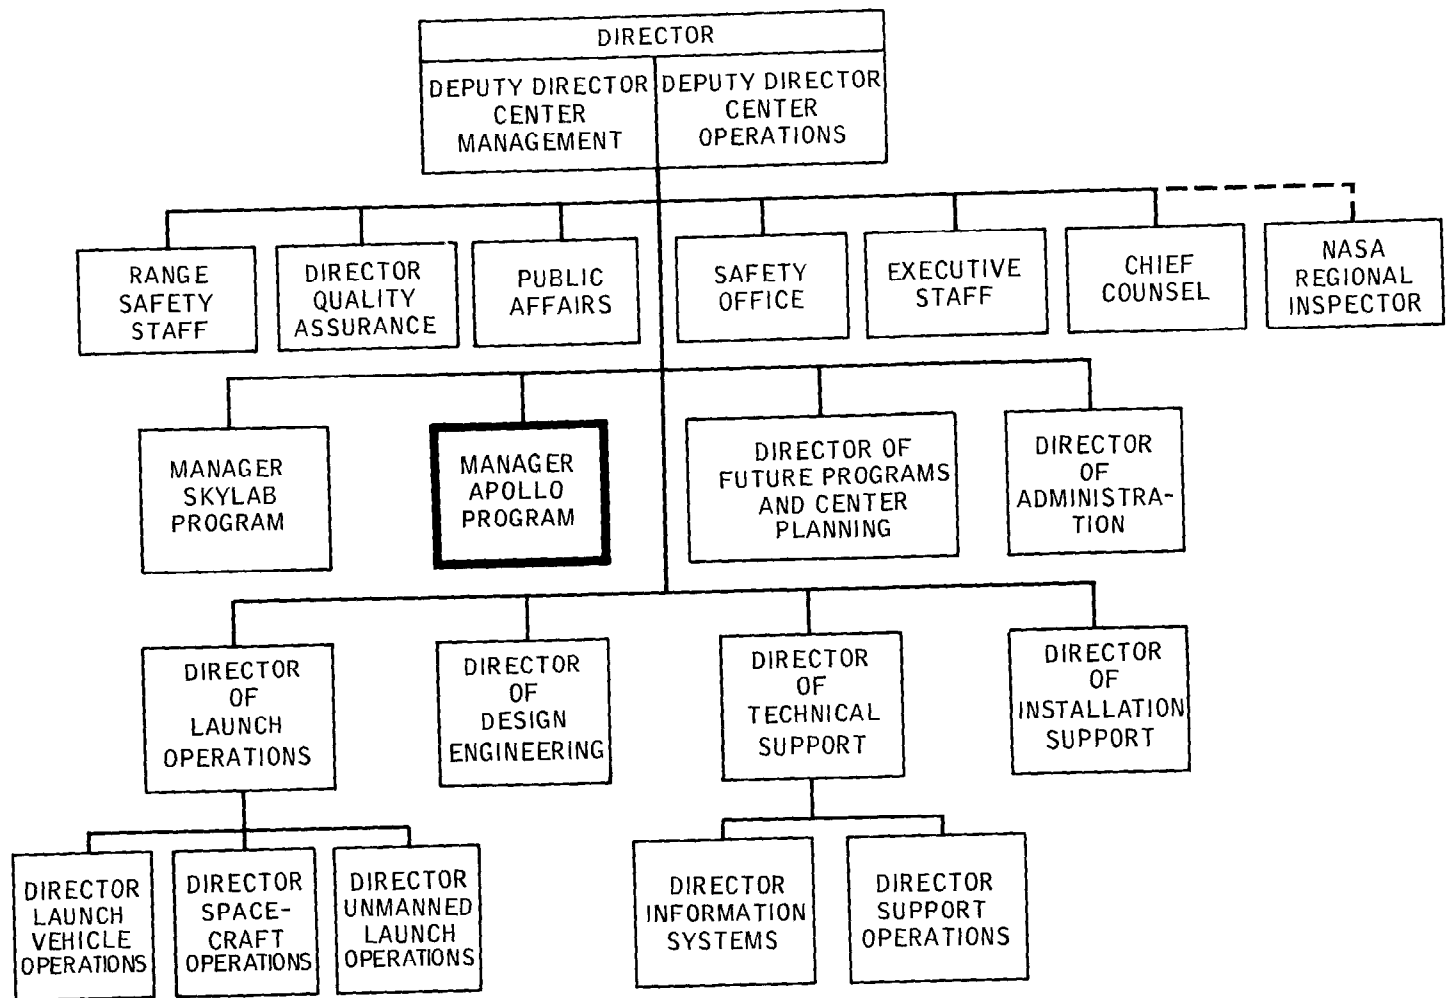 DIRECTOR
DEPUTY DIRECTOR
CENTER
MANAGEMENT
DEPUTY DIRECTOR
CENTER
OPERATIONS
RANGE
SAFETY
STAFF
DIRECTOR
QUALITY
ASSURANCE
PUBLIC
AFFAIRS
SAFETY
OFFICE
EXECUTIVE
STAFF
CHIEF
COUNSEL
NASA
REGIONAL
INSPECTOR
MANAGER
SKYLAB
PROGRAM
MANAGER
APOLLO
PROGRAM
DIRECTOR OF
FUTURE PROGRAMS
AND CENTER
PLANNING
DIRECTOR
OF
ADMINISTRA-
TION
DIRECTOR
OF
LAUNCH
OPERATIONS
DIRECTOR
OF
DESIGN
ENGINEERING
DIRECTOR
OF
TECHNICAL
SUPPORT
DIRECTOR
OF
INSTALLATION
SUPPORT
DIRECTOR
LAUNCH
VEHICLE
OPERATIONS
DIRECTOR
SPACE-
CRAFT
OPERATIONS
DIRECTOR
UNMANNED
LAUNCH
OPERATIONS
DIRECTOR
INFORMATION
SYSTEMS
DIRECTOR
SUPPORT
OPERATIONS